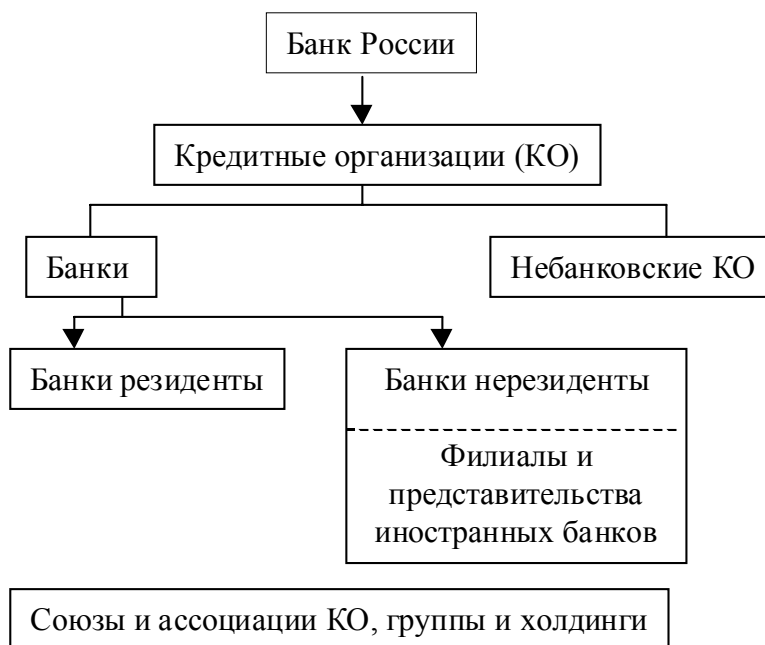 Банк России
Кредитные организации (КО)
Банки
Небанковские КО
Банки резиденты
Банки нерезиденты
Филиалы и
представительства
иностранных банков
Союзы и ассоциации КО, группы и холдинги